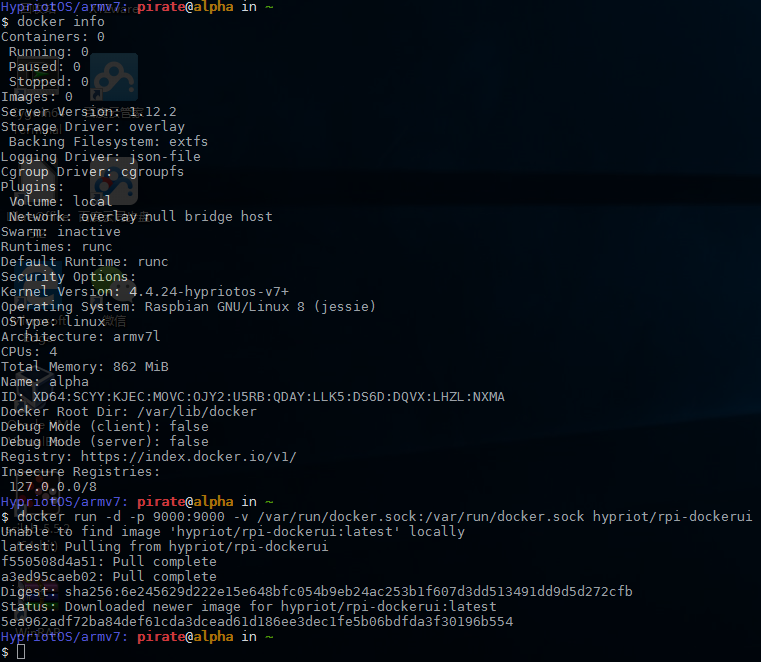 HypriotOS/armv7: pirate@alpha in ~
$ docker info
Containers: 0
 Running: 0
 Paused: 0
 Stopped: 0
Images: 0
Server Version: 1.12.2
Storage Driver: overlay
 Backing Filesystem: extfs
Logging Driver: json-file
Cgroup Driver: cgroupfs
Plugins:
 Volume: local
 Network: overlay null bridge host
Swarm: inactive
Runtimes: runc
Default Runtime: runc
Security Options:
Kernel Version: 4.4.24-hypriotos-v7+
Operating System: Raspbian GNU/Linux 8 (jessie)
OSType: linux
Architecture: armv7l
CPUs: 4
Total Memory: 862 MiB
Name: alpha
ID: XD64:SCYY:KJEC:MOVC:OJY2:U5RB:QDAY:LLK5:DS6D:DQVX:LHZL:NXMA
Docker Root Dir: /var/lib/docker
Debug Mode (client): false
Debug Mode (server): false
Registry: https://index.docker.io/v1/
Insecure Registries:
 127.0.0.0/8
HypriotOS/armv7: pirate@alpha in ~
$ docker run -d -p 9000:9000 -v /var/run/docker.sock:/var/run/docker.sock hypriot/rpi-dockerui
Unable to find image 'hypriot/rpi-dockerui:latest' locally
latest: Pulling from hypriot/rpi-dockerui
f550508d4a51: Pull complete
a3ed95caeb02: Pull complete
Digest: sha256:6e245629d222e15e648bfc054b9eb24ac253b1f607d3dd513491dd9d5d272cfb
Status: Downloaded newer image for hypriot/rpi-dockerui:latest
5ea962adf72ba84def61cda3dcead61d186ee3dec1fe5b06bdfda3f30196b554
HypriotOS/armv7: pirate@alpha in ~
$